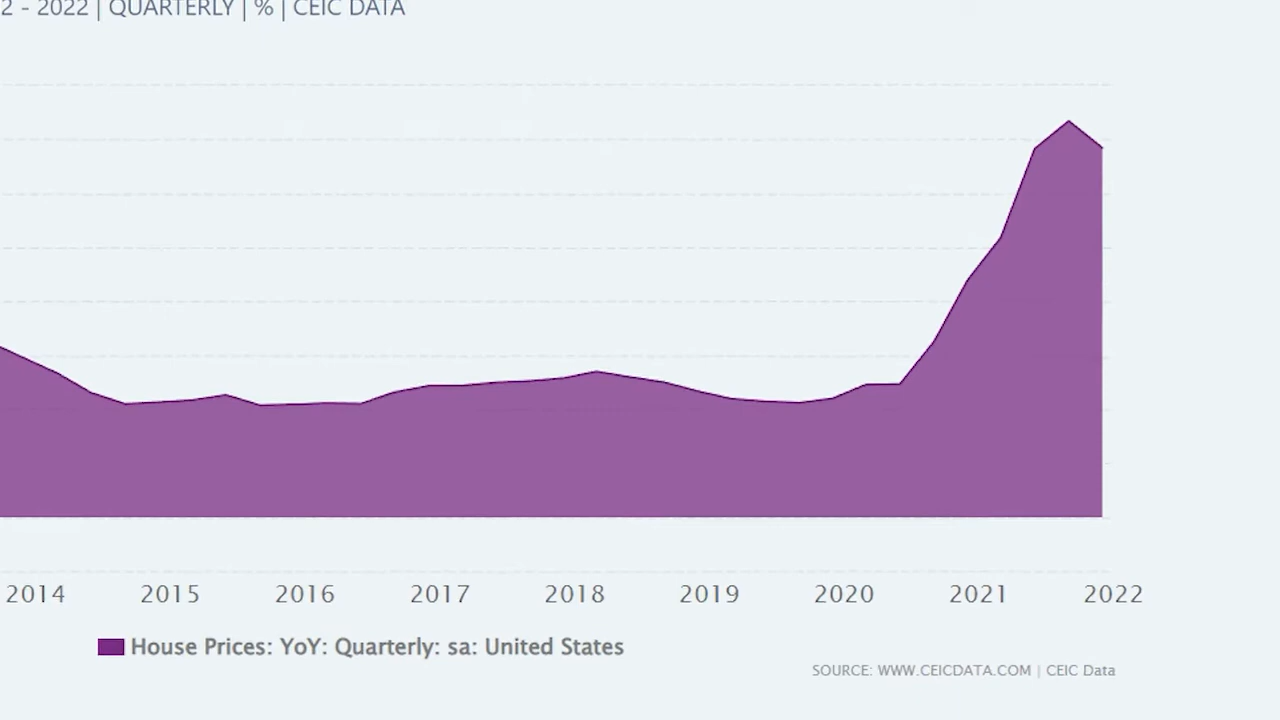 2 - 2022 | QUARTERLY | % | CEIC DATA
2014 2015 2016 2017 2018 2019 2020 2021 2022
House Prices: YoY: Quarterly: sa: United States
SOURCE: WWW.CEICDATA.COM | CEIC Data